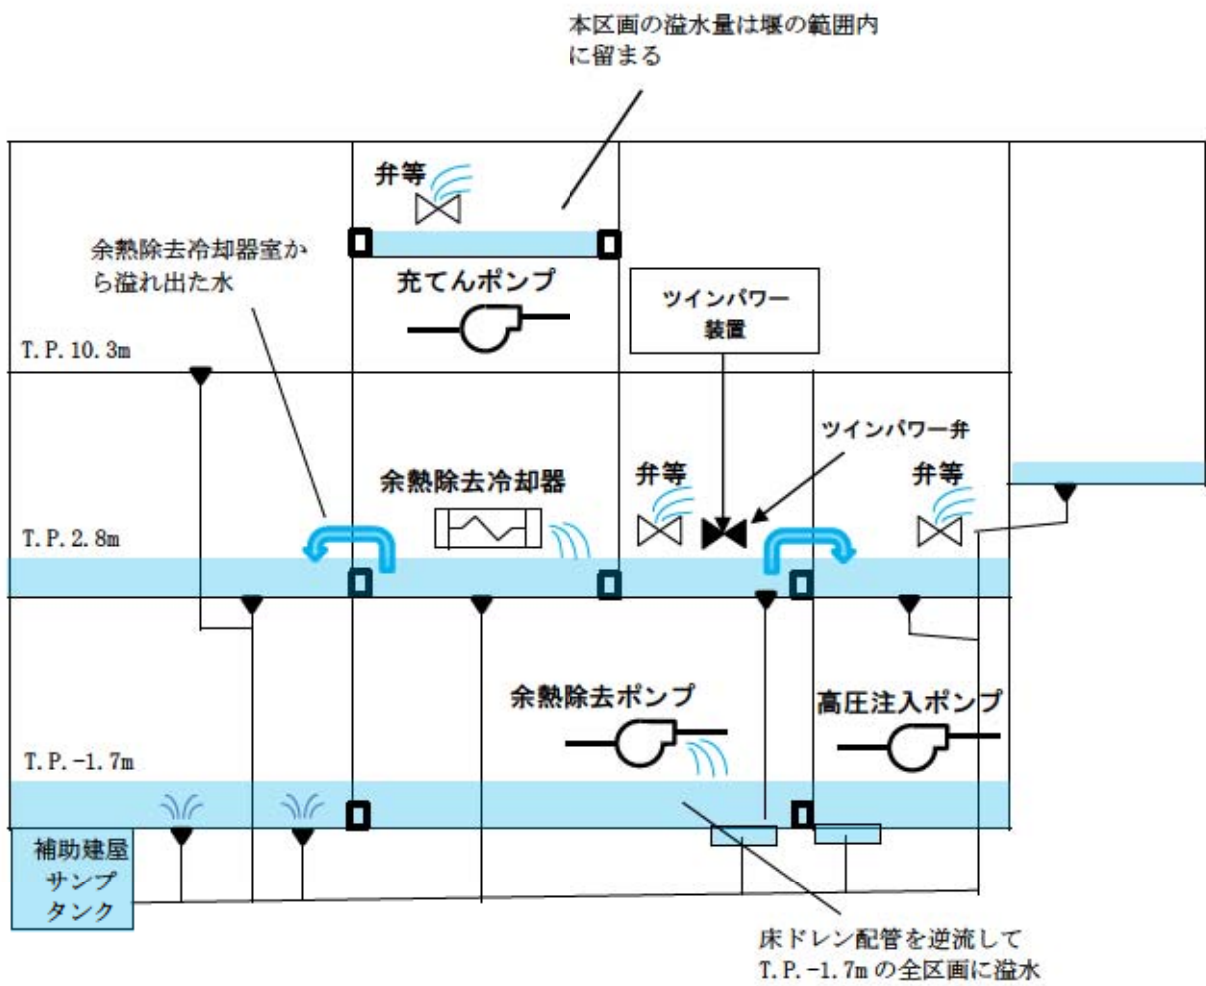 本区画の溢水量は堰の範囲内
に留まる
弁等
余熱除去冷却器室か
ら溢れ出た水
充てんポンプ
ツインパワー
装置
T.P.10.3m
ツインパワー弁
余熱除去冷却器
弁等
弁等
T.P.2.8m
余熱除去ポンプ
高圧注入ポンプ
T.P.-1.7m
補助建屋
サンプ
タンク
床ドレン配管を逆流して
T.P.-1.7mの全区画に溢水